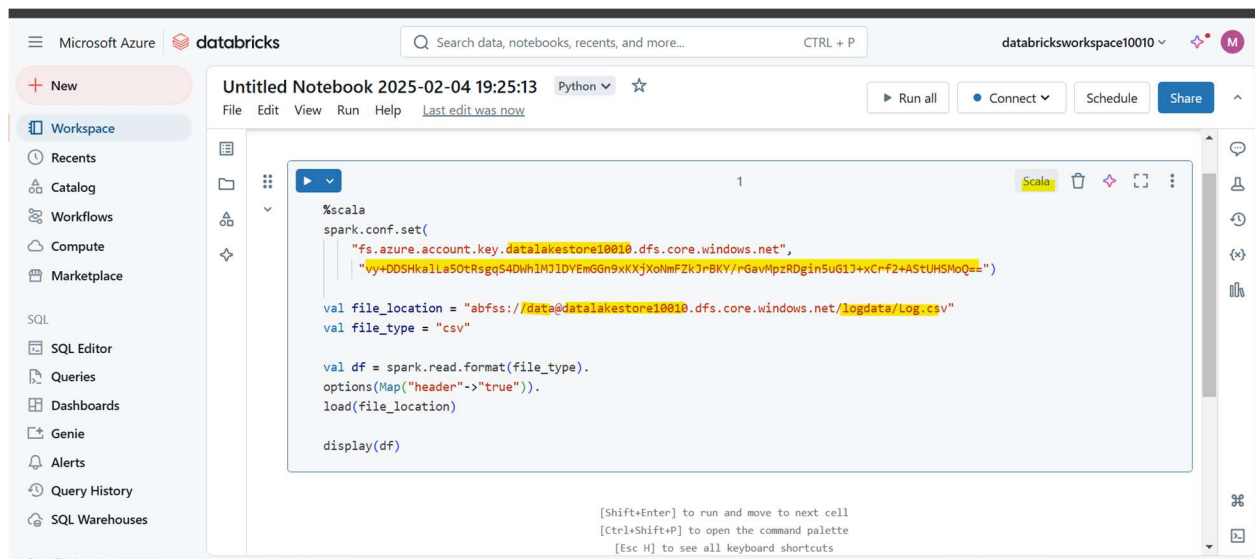 Microsoft Azure databricks
Search data, notebooks, recents, and more... CTRL + P
databricksworkspace10010
M
New
Workspace
Recents
Catalog
Workflows
Compute
Marketplace
SQL
SQL Editor
Queries
Dashboards
Genie
Alerts
Query History
SQL Warehouses
Untitled Notebook 2025-02-04 19:25:13 Python
File Edit View Run Help Last edit was now
Run all Connect Schedule Share
1
Scala
%scala
spark.conf.set(
"fs.azure.account.key.datalakestore10010.dfs.core.windows.net",
"vy+DDSHkalLa5OtRsgqS4DWhlMJlDYEmGGn9xKXjXoNmFZkJrBKY/rGavMpzRDgin5uG1J+xCrf2+AStUHSMoQ==")
val file_location = "abfss://data@datalakestore10010.dfs.core.windows.net/logdata/Log.csv"
val file_type = "csv"
val df = spark.read.format(file_type).
options(Map("header"->"true")).
load(file_location)
display(df)
[Shift+Enter] to run and move to next cell
[Ctrl+Shift+P] to open the command palette
[Esc H] to see all keyboard shortcuts